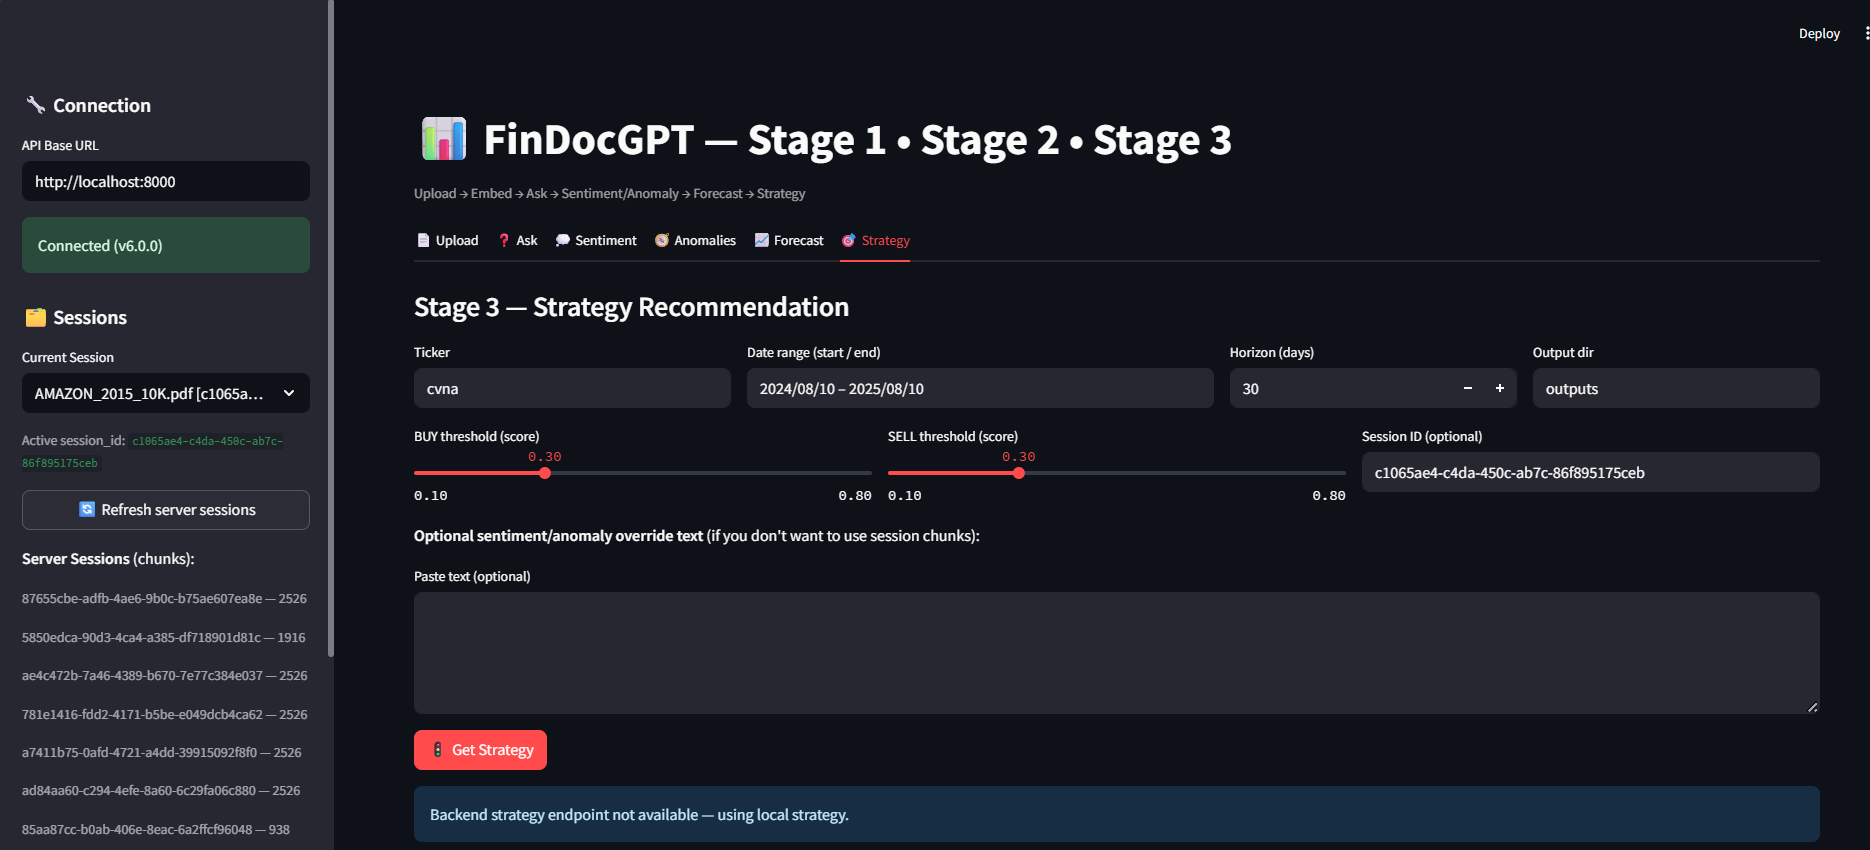 Deploy
Connection
API Base URL
http://localhost:8000
Connected (v6.0.0)
Sessions
Current Session
AMAZON_2015_10K.pdf [c1065a...
Active session_id: c1065ae4-c4da-450c-ab7c-
86f895175ceb
Refresh server sessions
Server Sessions (chunks):
87655cbe-adfb-4ae6-9b0c-b75ae607ea8e — 2526
5850edca-90d3-4ca4-a385-df718901d81c — 1916
ae4c472b-7a46-4389-b670-7e77c384e037 — 2526
781e1416-fdd2-4171-b5be-e049dcb4ca62 — 2526
a7411b75-0afd-4721-a4dd-39915092f8f0 — 2526
ad84aa60-c294-4efe-8a60-6c29fa06c880 — 2526
85aa87cc-b0ab-406e-8eac-6a2ffcf96048 — 938
FinDocGPT — Stage 1 • Stage 2 • Stage 3
Upload → Embed → Ask → Sentiment/Anomaly → Forecast → Strategy
Upload Ask Sentiment Anomalies Forecast Strategy
Stage 3 — Strategy Recommendation
Ticker Date range (start / end) Horizon (days) Output dir
cvna 2024/08/10 – 2025/08/10 30 − + outputs
BUY threshold (score) SELL threshold (score) Session ID (optional)
0.30 0.30
c1065ae4-c4da-450c-ab7c-86f895175ceb
0.10 0.80 0.10 0.80
Optional sentiment/anomaly override text (if you don't want to use session chunks):
Paste text (optional)
Get Strategy
Backend strategy endpoint not available — using local strategy.